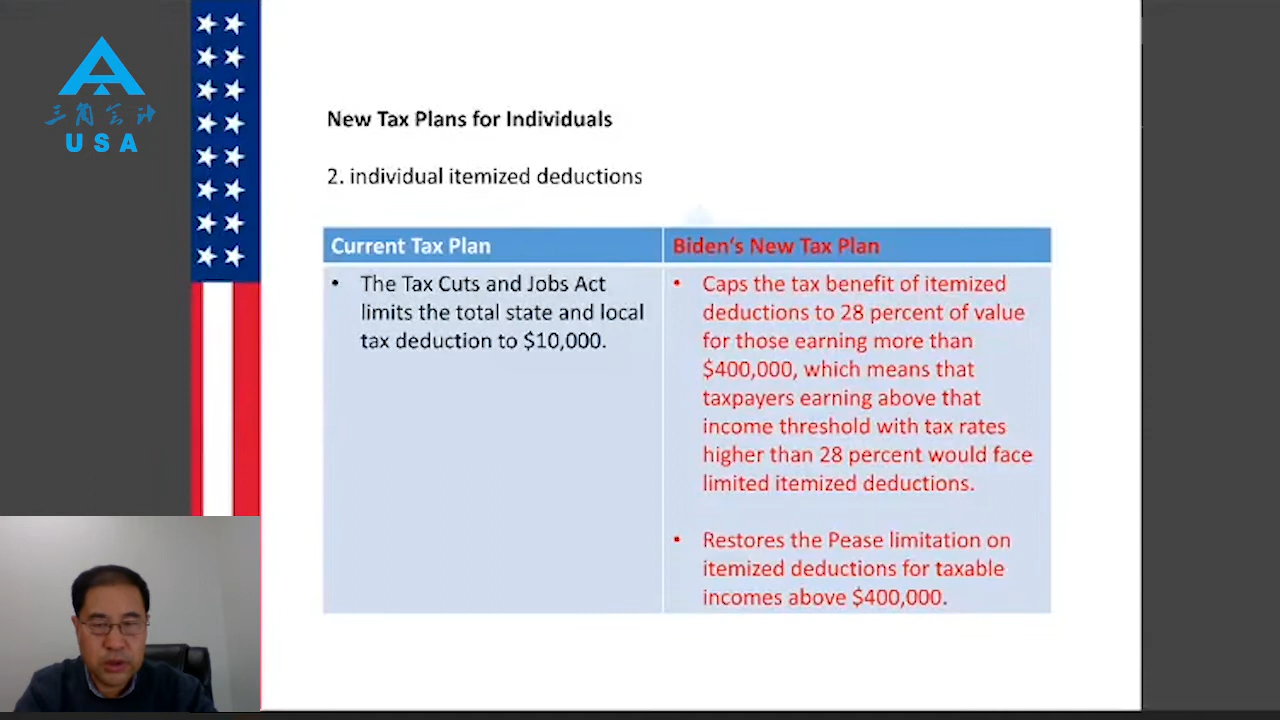 三角会计
USA
New Tax Plans for Individuals
2. individual itemized deductions
Current Tax Plan
Biden's New Tax Plan
• The Tax Cuts and Jobs Act
limits the total state and local
tax deduction to $10,000.
• Caps the tax benefit of itemized
deductions to 28 percent of value
for those earning more than
$400,000, which means that
taxpayers earning above that
income threshold with tax rates
higher than 28 percent would face
limited itemized deductions.
• Restores the Pease limitation on
itemized deductions for taxable
incomes above $400,000.